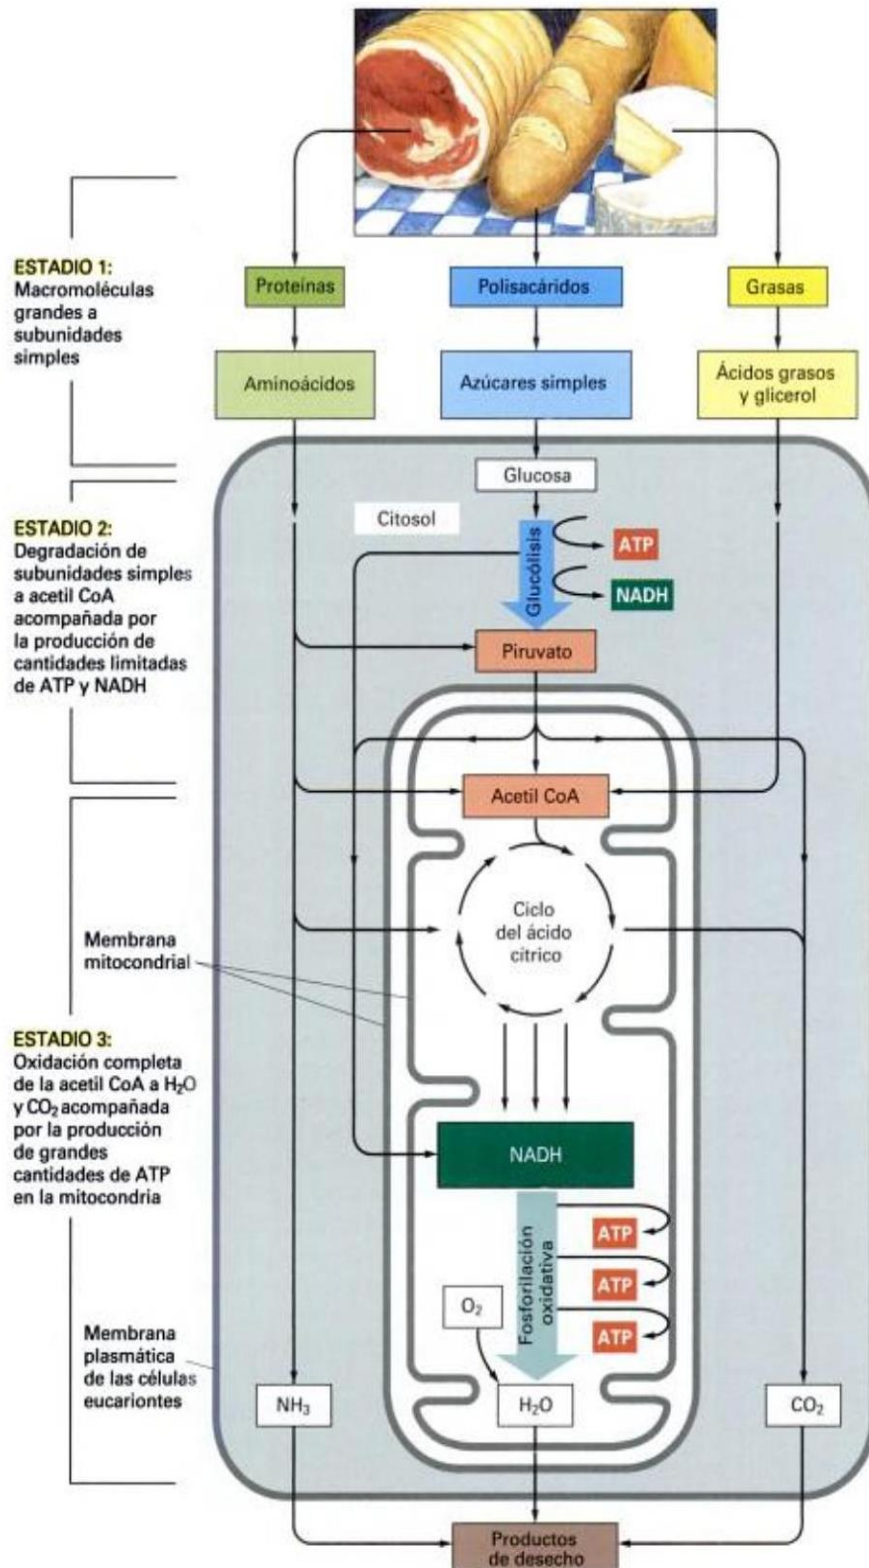 ESTADIO 1:
Macromoléculas
grandes a
subunidades
simples
Proteínas
Polisacáridos
Grasas
Aminoácidos
Azúcares simples
Ácidos grasos
y glicerol
ESTADIO 2:
Degradación de
subunidades simples
a acetil CoA
acompañada por
la producción de
cantidades limitadas
de ATP y NADH
Glucosa
Citosol
Glucólisis
ATP
NADH
Piruvato
Acetil CoA
Ciclo
del ácido
cítrico
Membrana
mitocondrial
ESTADIO 3:
Oxidación completa
de la acetil CoA a H₂O
y CO₂ acompañada
por la producción
de grandes
cantidades de ATP
en la mitocondria
NADH
Fosforilación
oxidativa
ATP
ATP
ATP
O₂
Membrana
plasmática
de las células
eucariontes
NH₃
H₂O
CO₂
Productos
de desecho